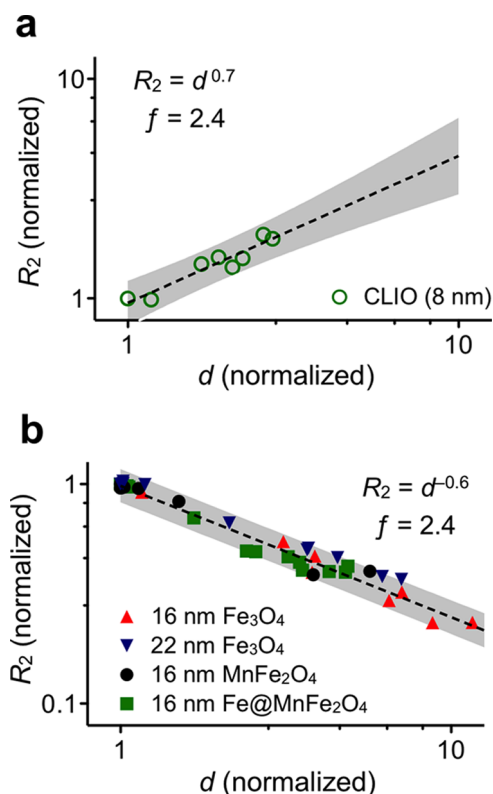 a
R₂ = d^0.7
f = 2.4
10
1
R₂ (normalized)
CLIO (8 nm)
1
10
d (normalized)
b
R₂ = d^–0.6
f = 2.4
1
0.1
R₂ (normalized)
16 nm Fe₃O₄
22 nm Fe₃O₄
16 nm MnFe₂O₄
16 nm Fe@MnFe₂O₄
1
10
d (normalized)